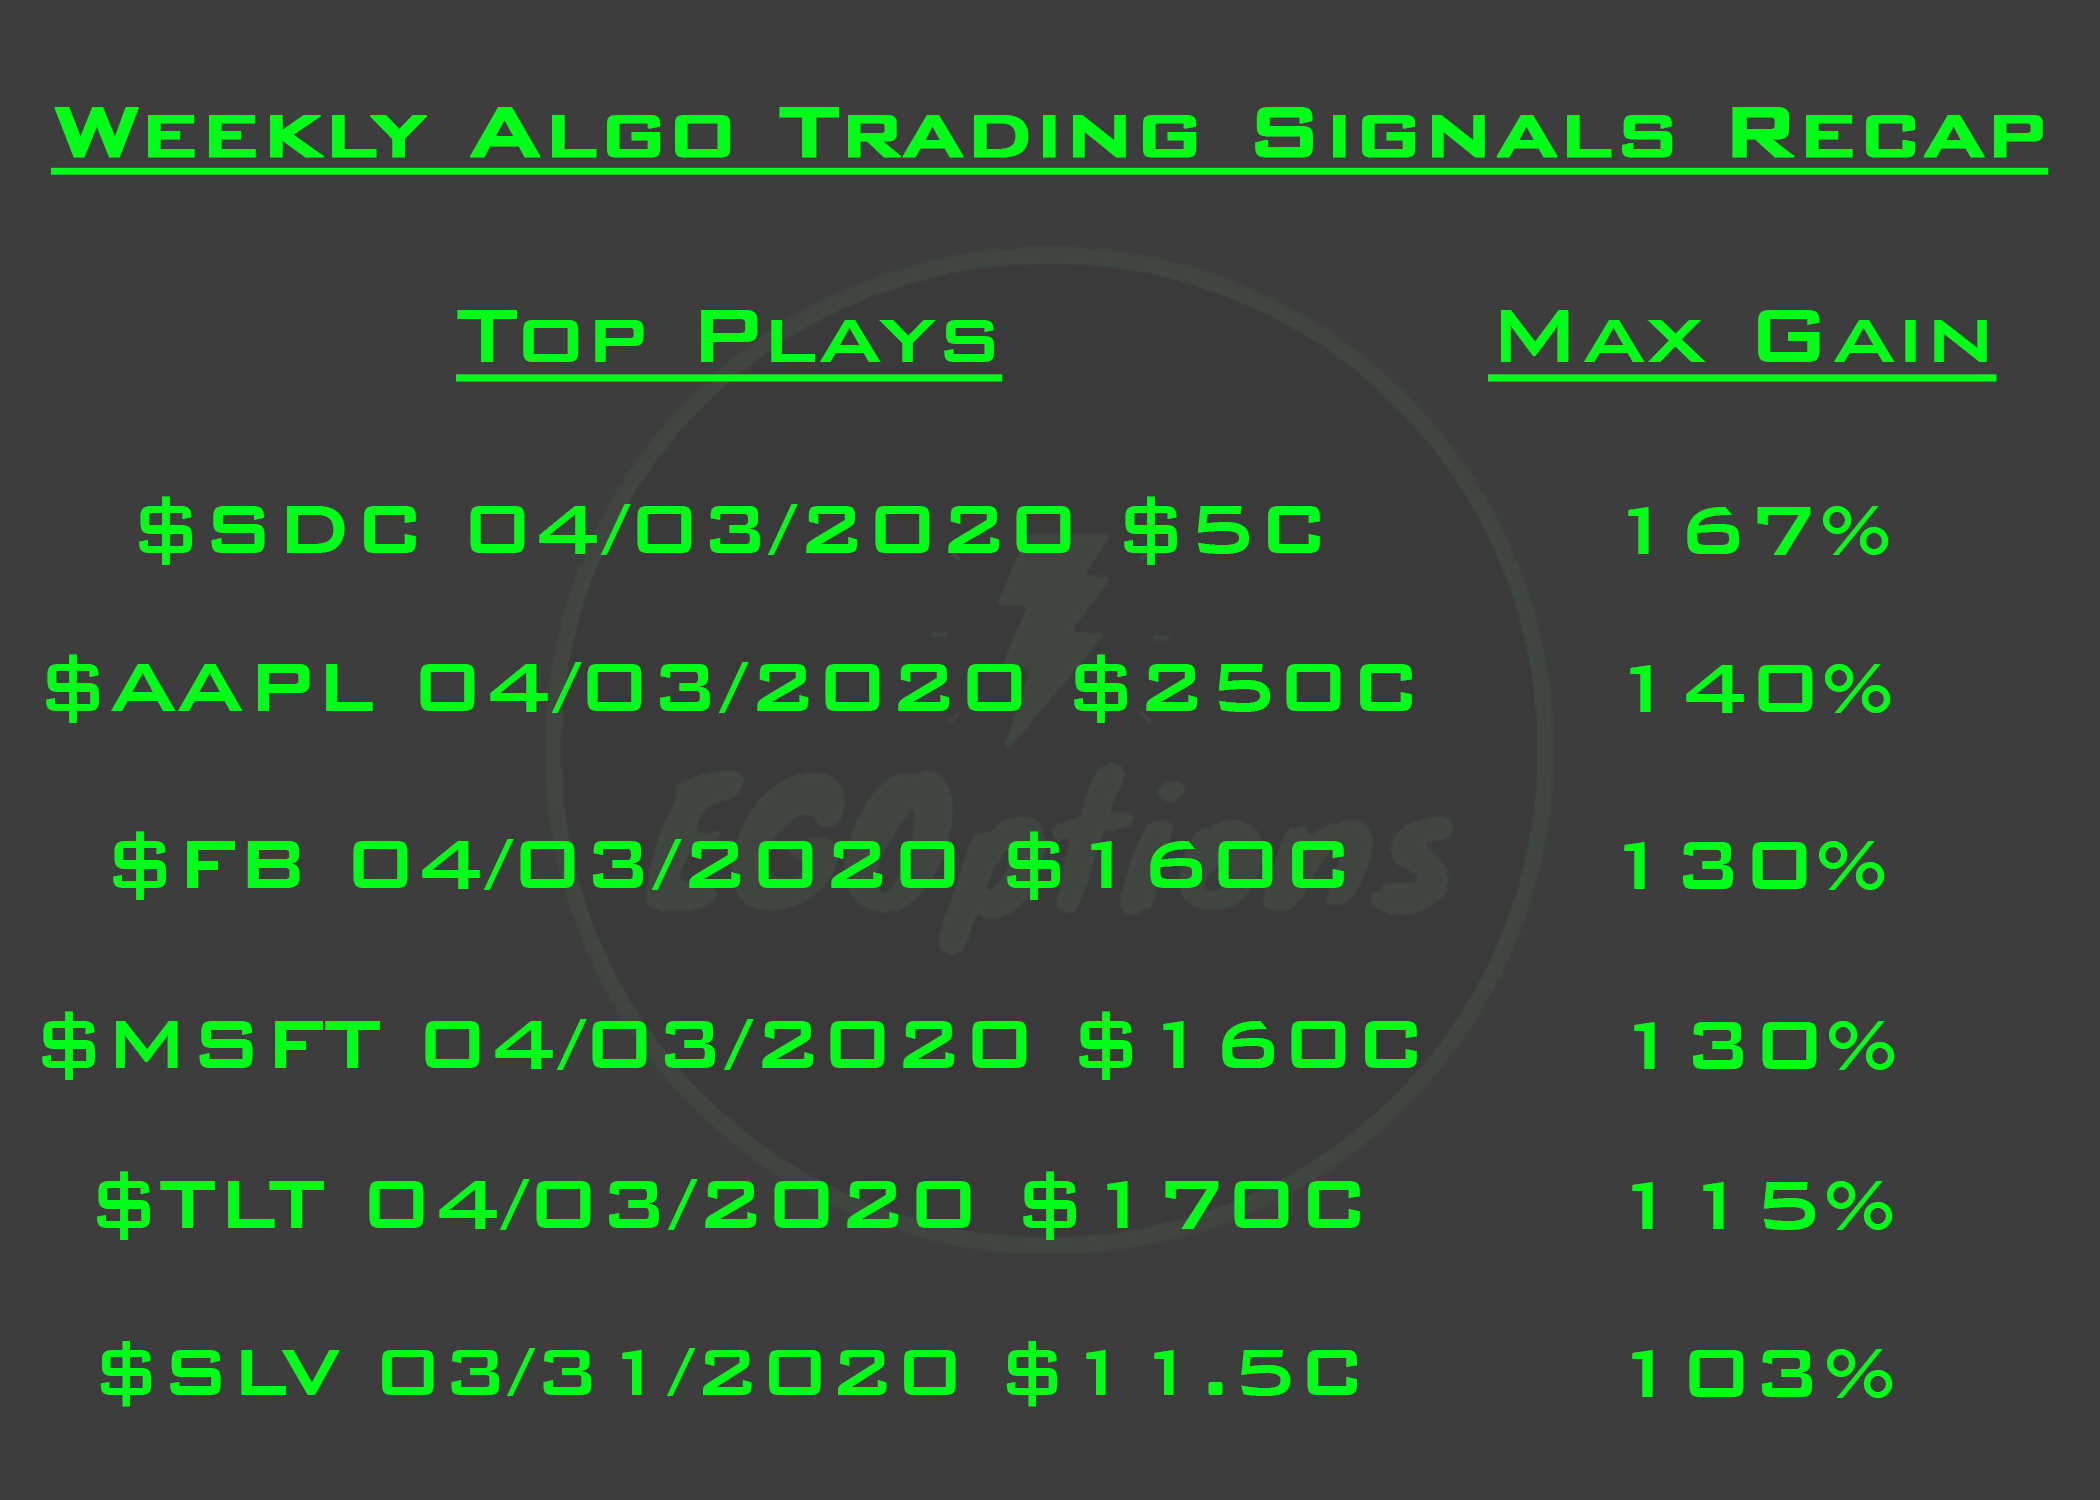 Weekly Algo Trading Signals Recap
Top Plays Max Gain
$SDC 04/03/2020 $5C 167%
$AAPL 04/03/2020 $250C 140%
$FB 04/03/2020 $160C 130%
$MSFT 04/03/2020 $160C 130%
$TLT 04/03/2020 $170C 115%
$SLV 03/31/2020 $11.5C 103%
ECOptions